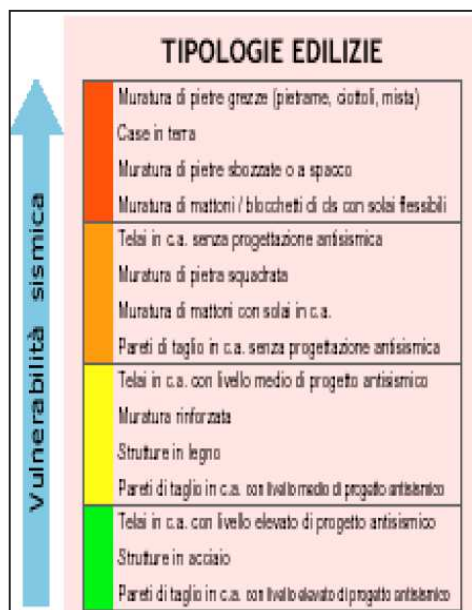 TIPOLOGIE EDILIZIE
Vulnerabilità sismica
Muratura di pietre grezze (pietrame, ciottoli, mista)
Case in terra
Muratura di pietre sbozzate o a spacco
Muratura di mattoni / blocchetti di cls con solai flessibili
Telai in c.a. senza progettazione antisismica
Muratura di pietra squadrata
Muratura di mattoni con solai in c.a.
Pareti di taglio in c.a. senza progettazione antisismica
Telai in c.a. con livello medio di progetto antisismico
Muratura rinforzata
Strutture in legno
Pareti di taglio in c.a. con livello medio di progetto antisismico
Telai in c.a. con livello elevato di progetto antisismico
Strutture in acciaio
Pareti di taglio in c.a. con livello elevato di progetto antisismico